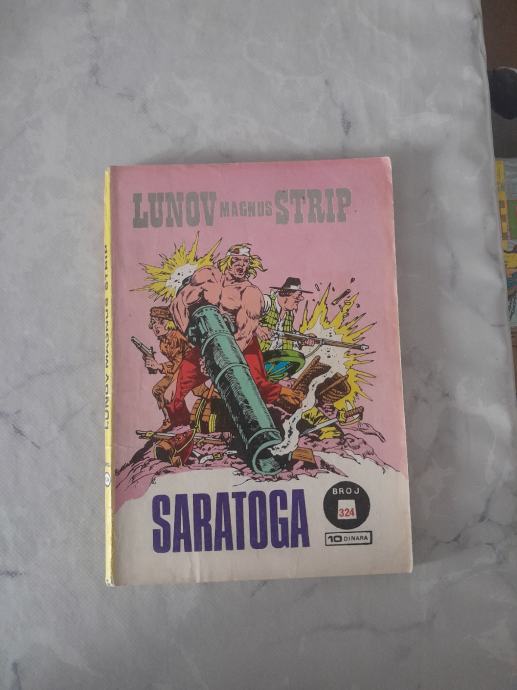 LUNOV MAGNUS STRIP
SARATOGA
BROJ
324
10 DINARA
LUNOV MAGNUS STRIP